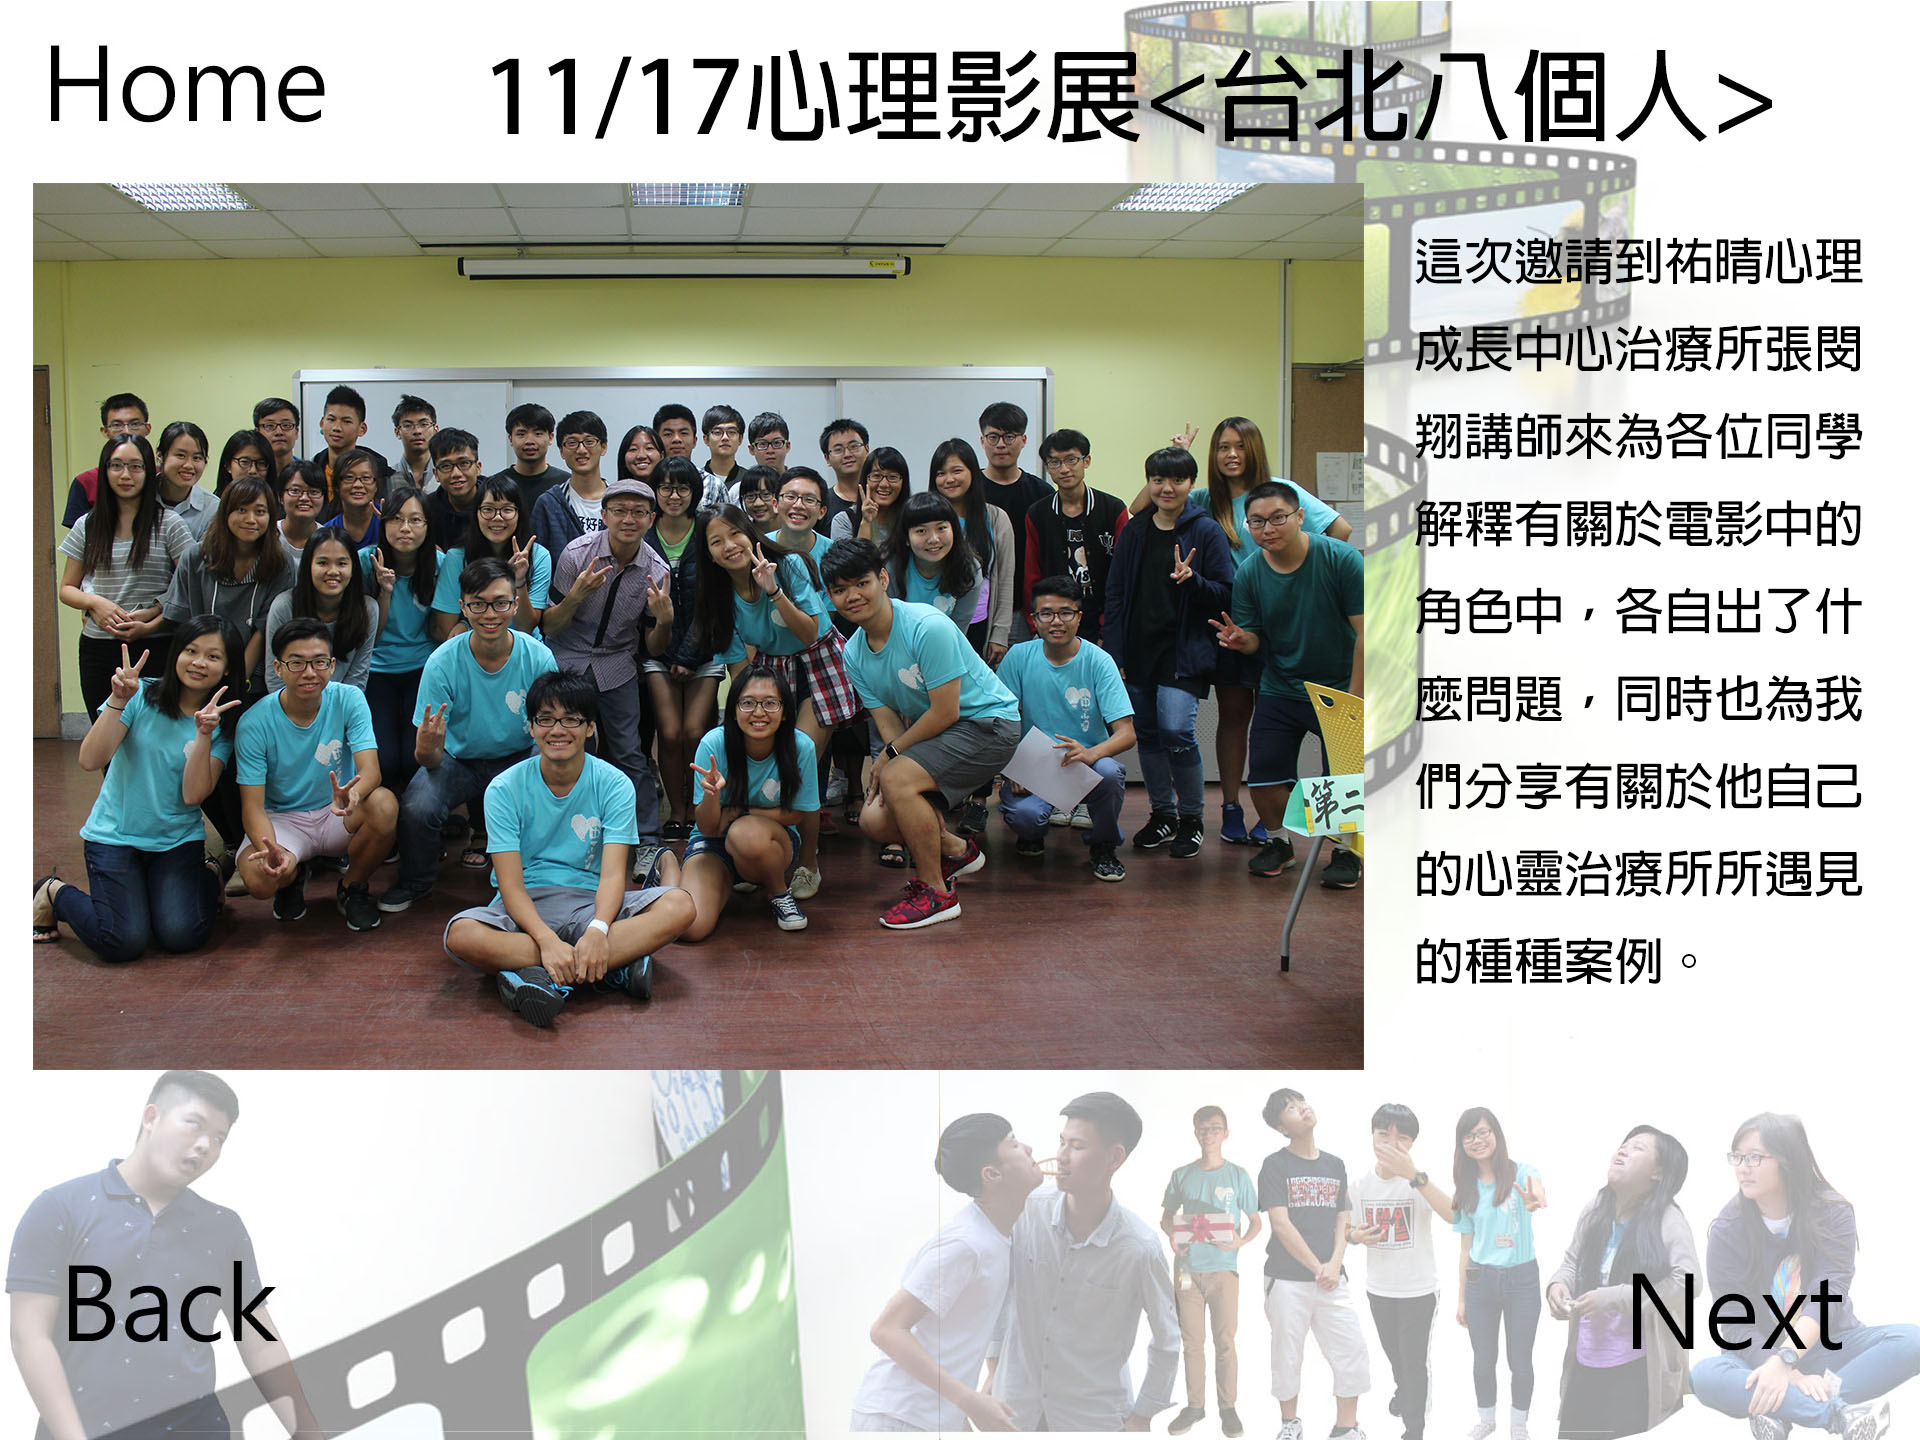 Home
11/17心理影展<台北八個人>
這次邀請到祐晴心理
成長中心治療所張閔
翔講師來為各位同學
解釋有關於電影中的
角色中，各自出了什
麼問題，同時也為我
們分享有關於他自己
的心靈治療所所遇見
的種種案例。
好好
第二
Back
Next